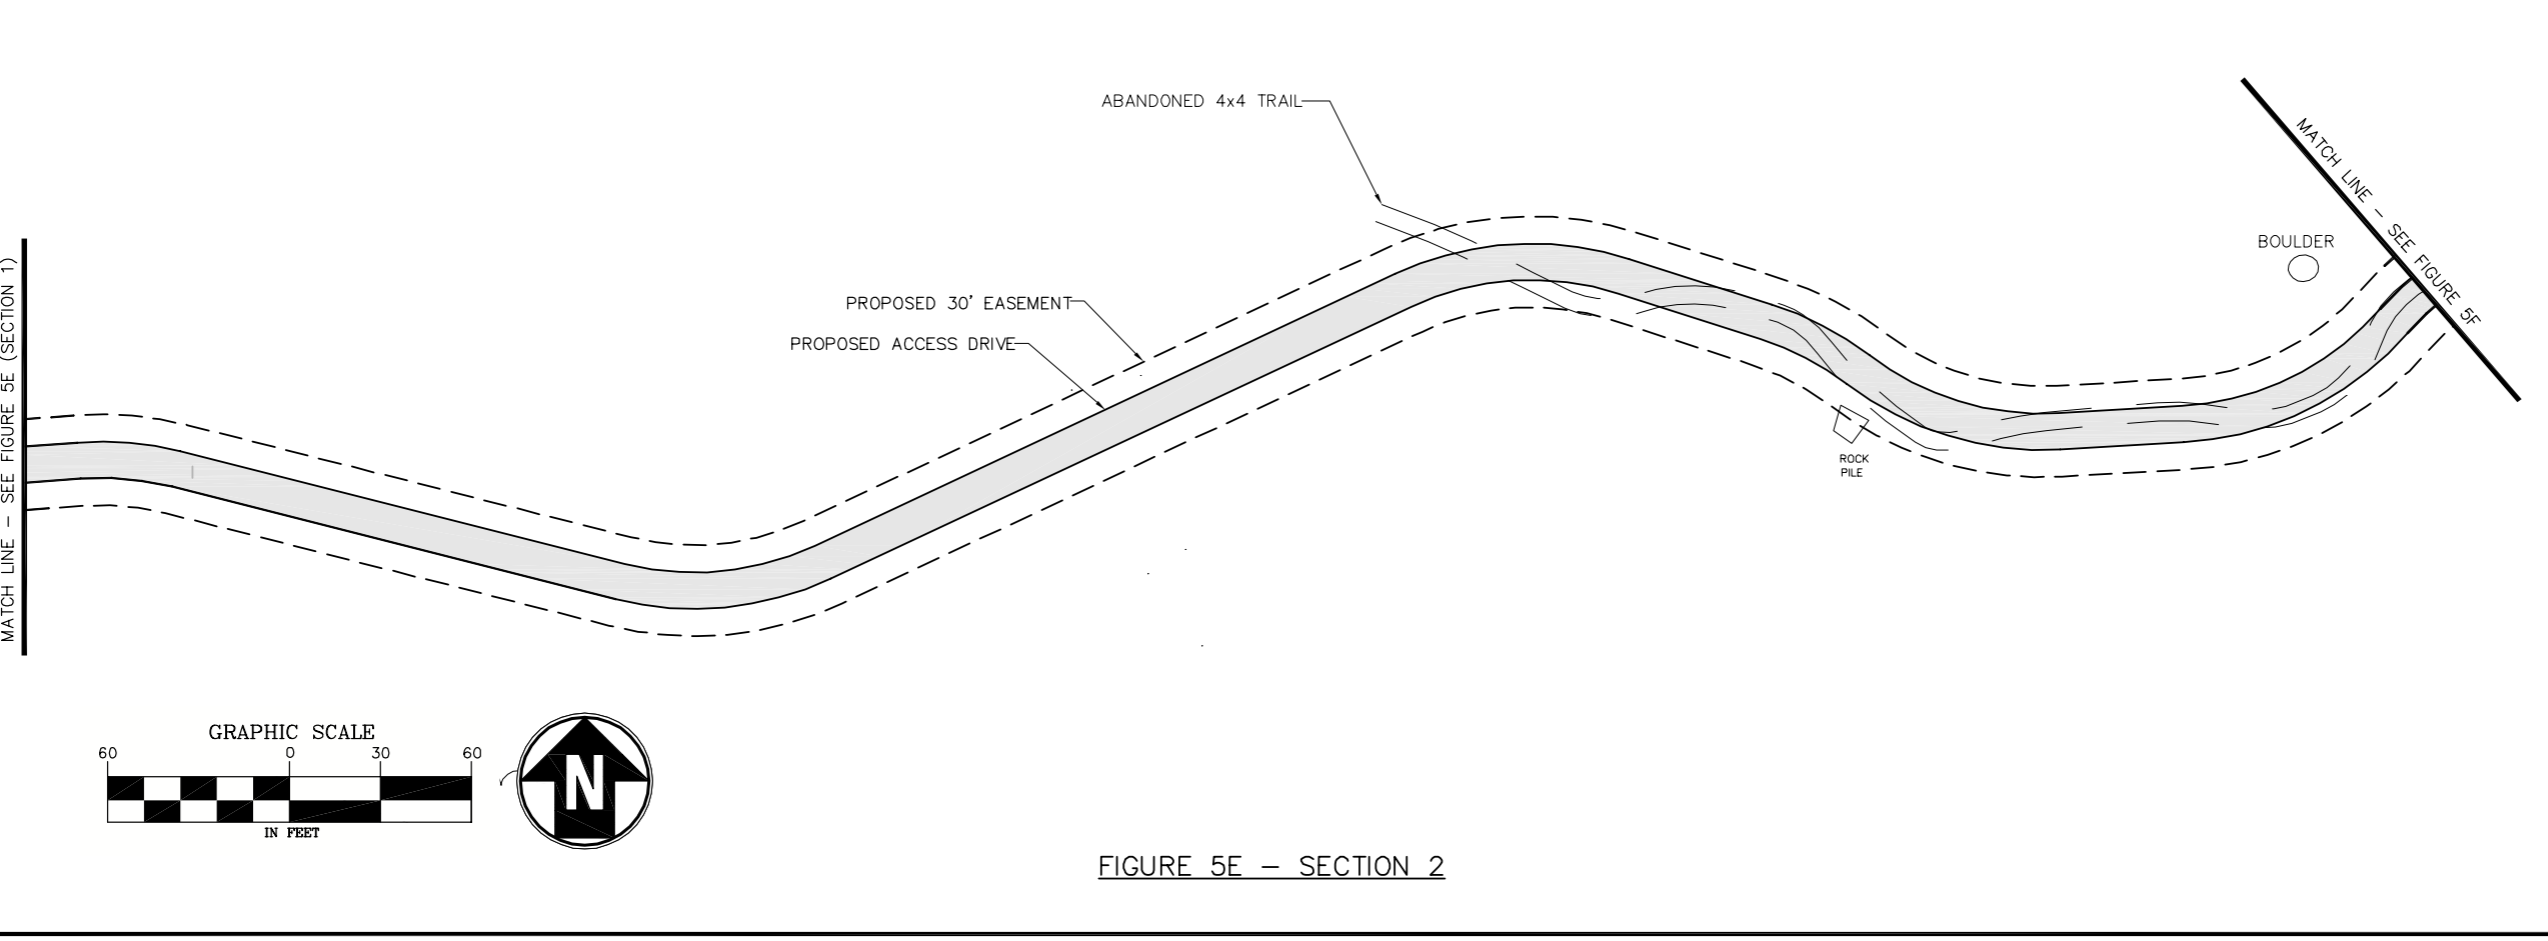 ABANDONED 4x4 TRAIL
MATCH LINE - SEE FIGURE 5F
BOULDER
MATCH LINE - SEE FIGURE 5E (SECTION 1)
PROPOSED 30' EASEMENT
PROPOSED ACCESS DRIVE
ROCK
PILE
GRAPHIC SCALE
60 0 30 60
IN FEET
N
FIGURE 5E - SECTION 2